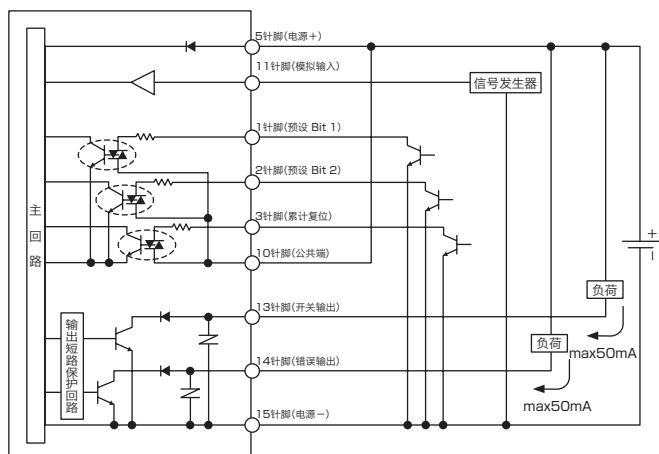 5针脚(电源+)
11针脚(模拟输入)
信号发生器
1针脚(预设 Bit 1)
2针脚(预设 Bit 2)
3针脚(累计复位)
10针脚(公共端)
主回路
+
−
13针脚(开关输出)
负荷
输出短路保护回路
负荷
max50mA
14针脚(错误输出)
max50mA
15针脚(电源−)